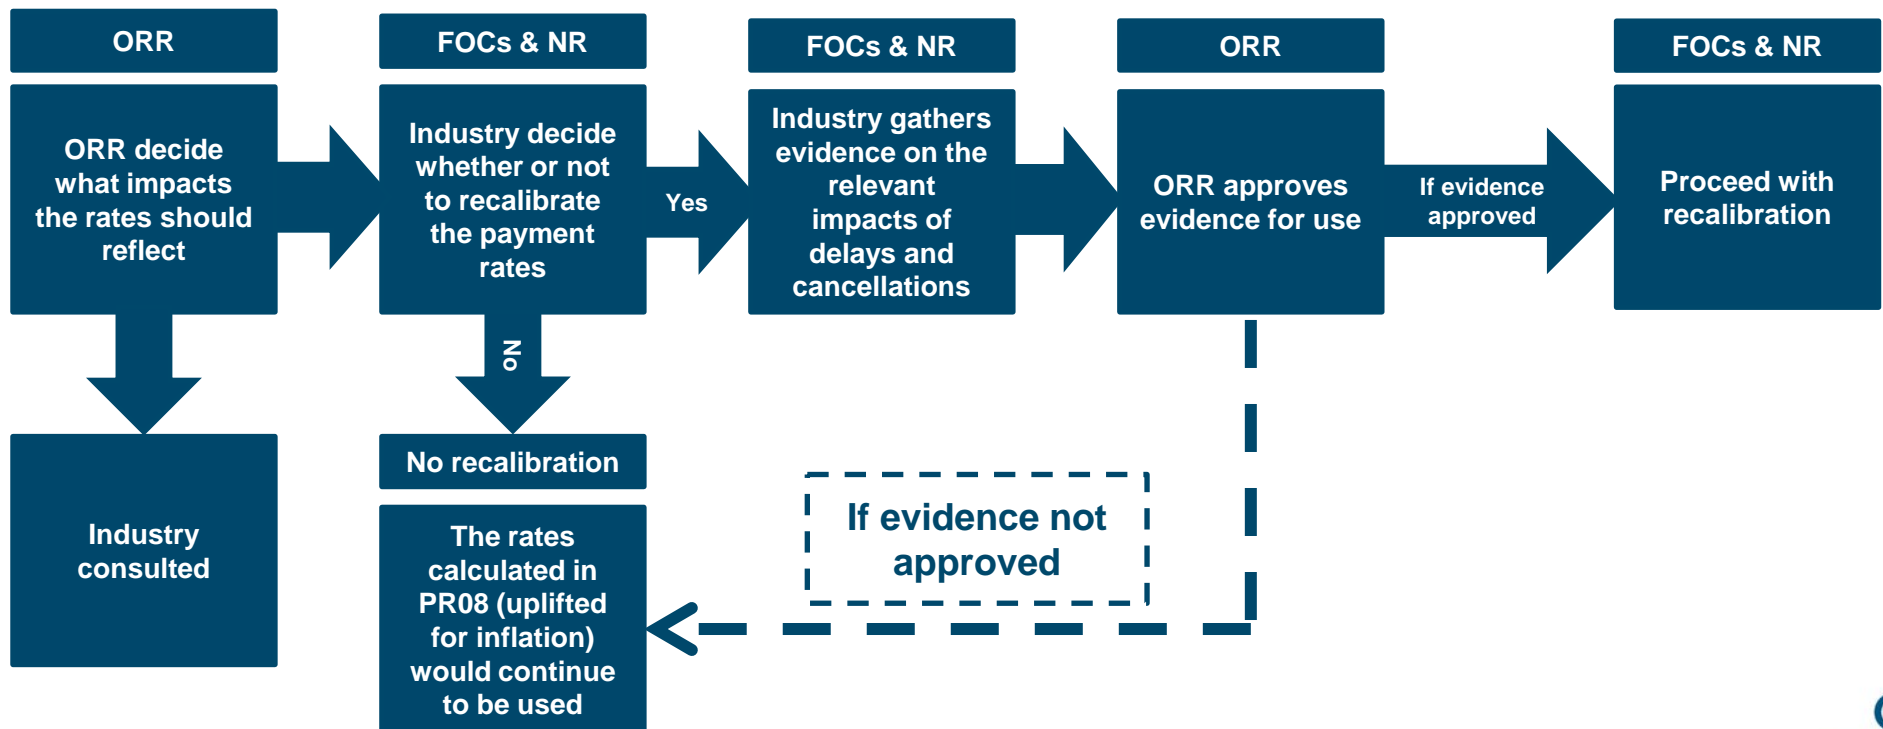 ORR
ORR decide
what impacts
the rates should
reflect
FOCs & NR
Industry decide
whether or not
to recalibrate
the payment
rates
Yes
FOCs & NR
Industry gathers
evidence on the
relevant
impacts of
delays and
cancellations
ORR
ORR approves
evidence for use
If evidence
approved
FOCs & NR
Proceed with
recalibration
No
Industry
consulted
No recalibration
The rates
calculated in
PR08 (uplifted
for inflation)
would continue
to be used
If evidence not
approved